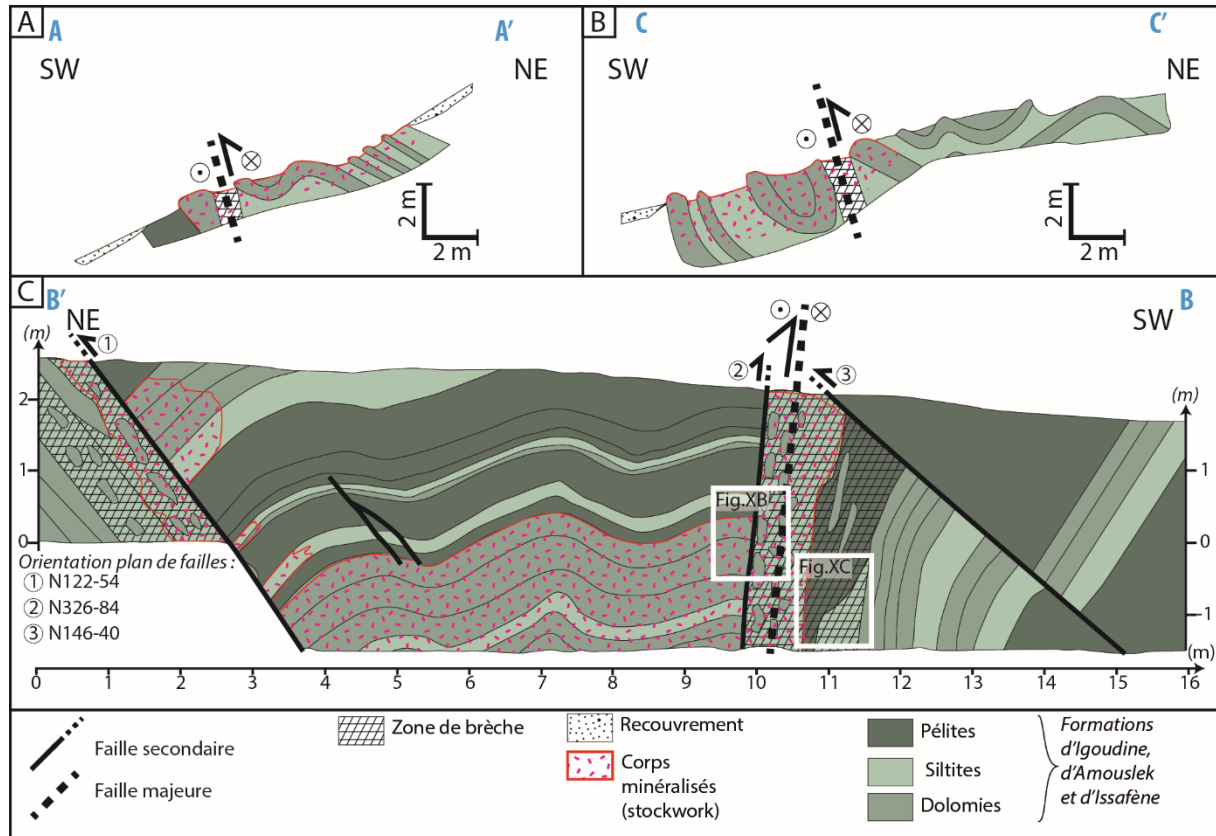 A
A
A'
SW
NE
2 m
2 m
B
C
C'
SW
NE
2 m
2 m
C
B'
B
NE
SW
(m)
①
②
③
(m)
2
1
0
1
0
1
Fig.XB
Fig.XC
Orientation plan de failles :
① N122-54
② N326-84
③ N146-40
(m)
0 1 2 3 4 5 6 7 8 9 10 11 12 13 14 15 16
Faille secondaire
Faille majeure
Zone de brèche
Recouvrement
Corps
minéralisés
(stockwork)
Pélites
Siltites
Dolomies
Formations
d'Igoudine,
d'Amouslek
et d'Issafène